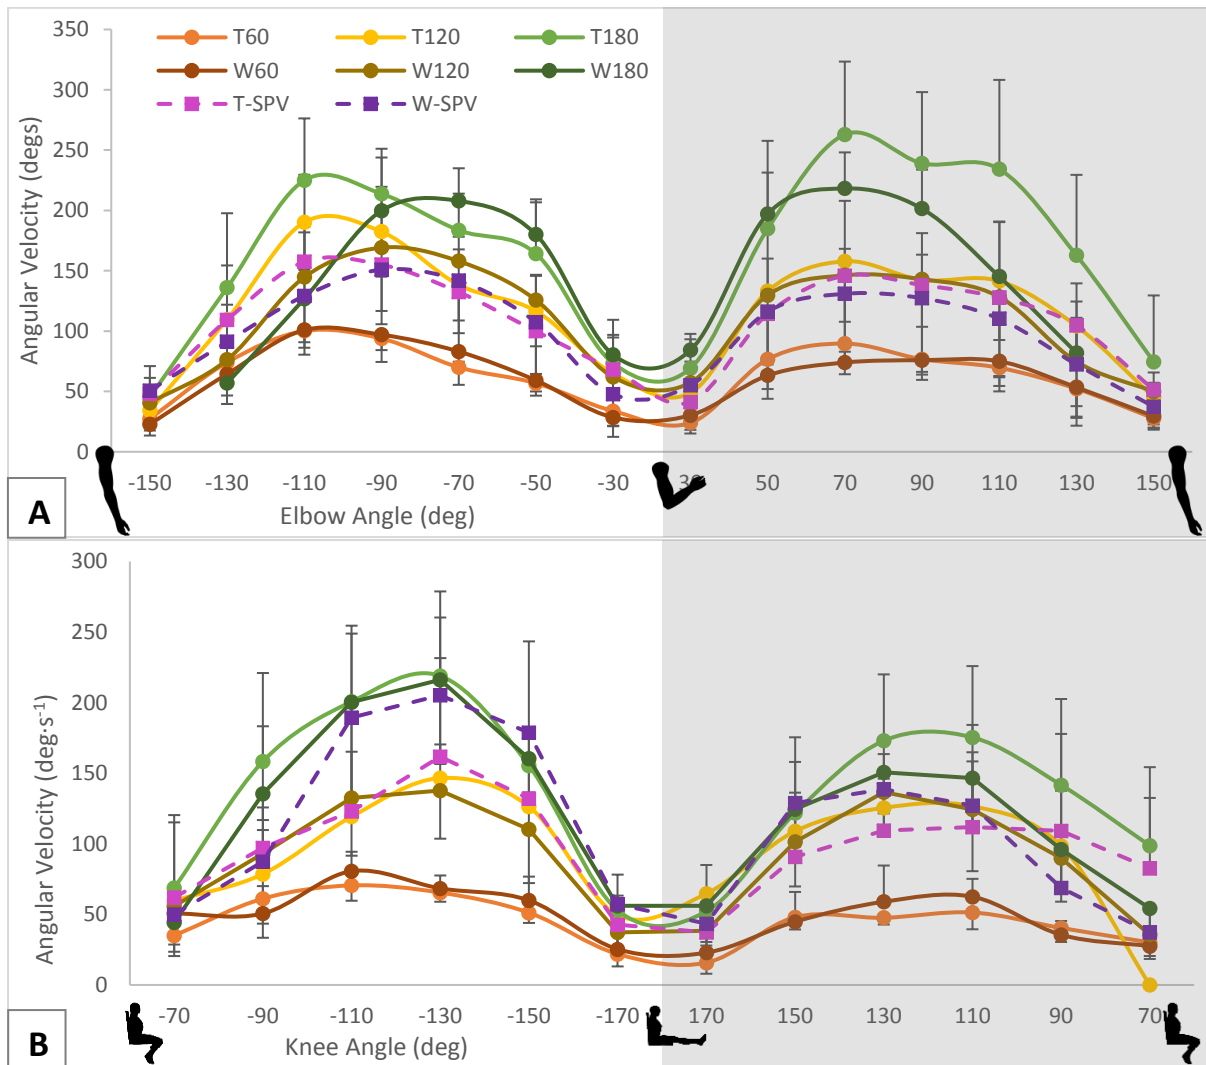 350
300
250
200
150
100
50
0
Angular Velocity (degs)
T60 T120 T180
W60 W120 W180
T-SPV W-SPV
-150 -130 -110 -90 -70 -50 -30 30 50 70 90 110 130 150
Elbow Angle (deg)
A
300
250
200
150
100
50
0
Angular Velocity (deg·s-1)
-70 -90 -110 -130 -150 -170 170 150 130 110 90 70
Knee Angle (deg)
B